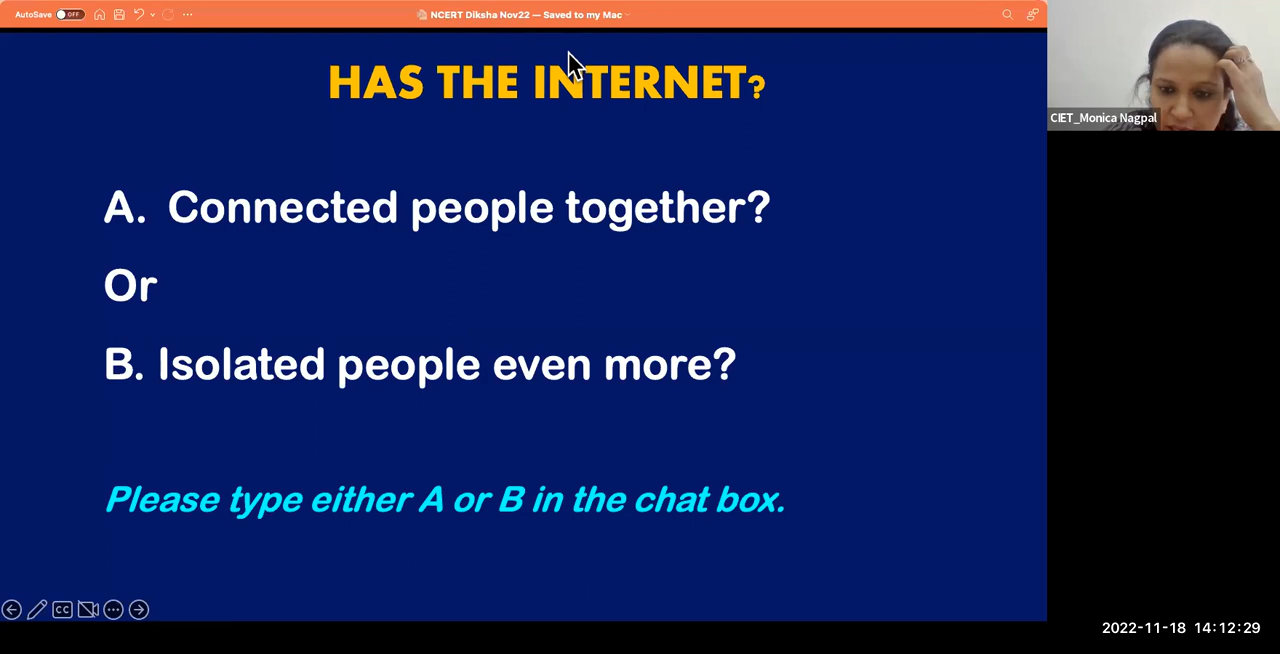 AutoSave OFF
NCERT Diksha Nov22 — Saved to my Mac
HAS THE INTERNET?
CIET_Monica Nagpal
A. Connected people together?
Or
B. Isolated people even more?
Please type either A or B in the chat box.
CC
2022-11-18 14:12:29